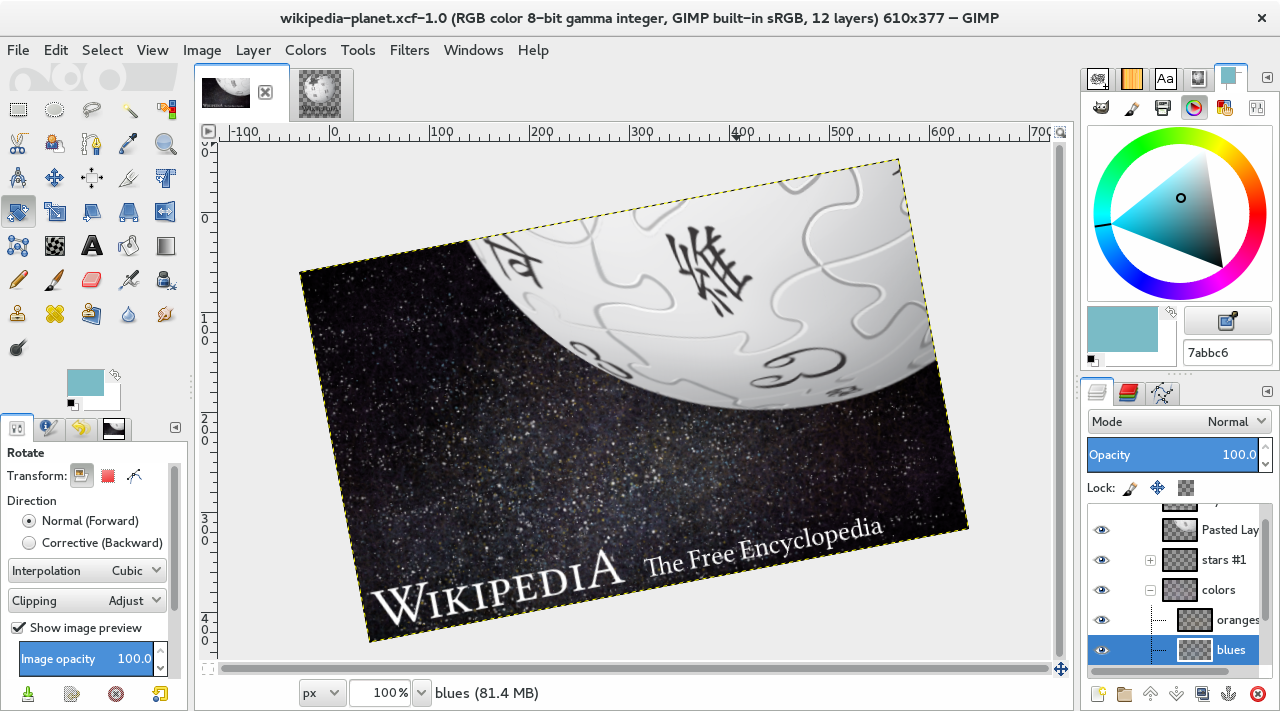 wikipedia-planet.xcf-1.0 (RGB color 8-bit gamma integer, GIMP built-in sRGB, 12 layers) 610x377 – GIMP
File Edit Select View Image Layer Colors Tools Filters Windows Help
-100 0 100 200 300 400 500 600 700
0
100
200
300
400
Aa
維
WIKIPEDIA The Free Encyclopedia
7abbc6
Rotate
Transform:
Direction
Normal (Forward)
Corrective (Backward)
Interpolation Cubic
Clipping Adjust
Show image preview
Image opacity 100.0
px 100% blues (81.4 MB)
Mode Normal
Opacity 100.0
Lock:
Pasted Lay
stars #1
colors
oranges
blues